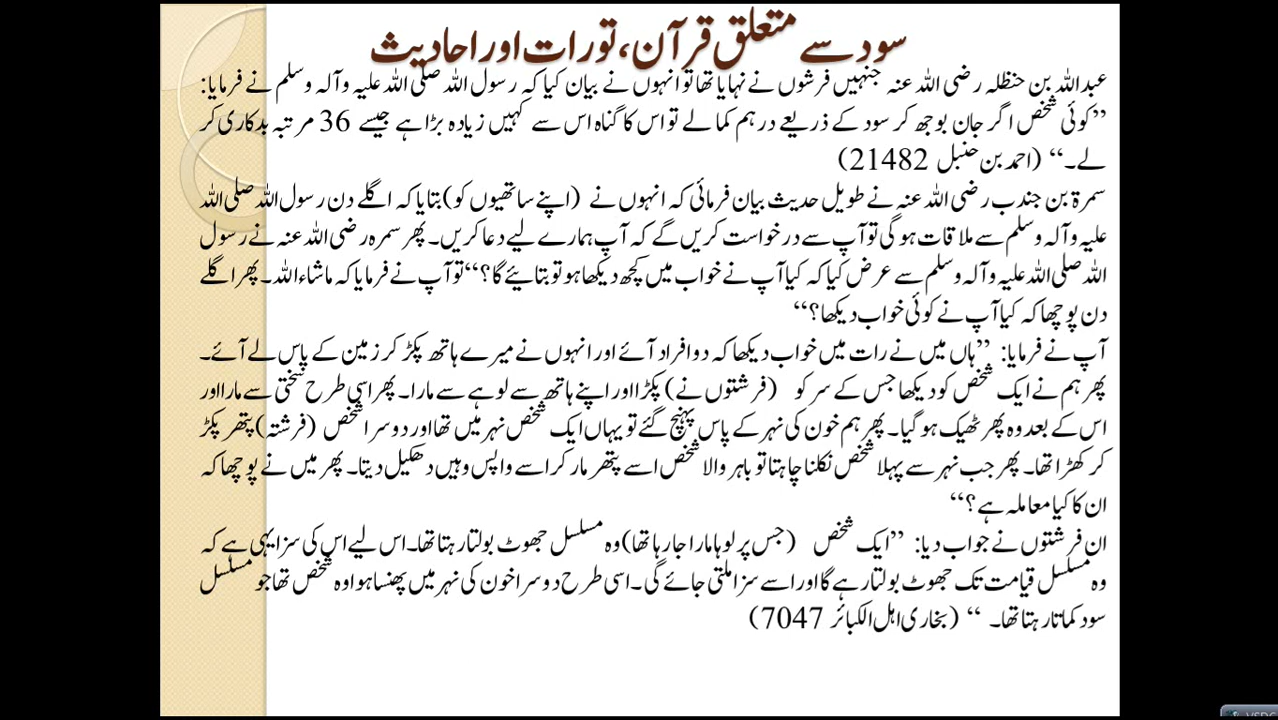 سود سے متعلق قرآن، تورات اور احادیث
عبداللہ بن حنظلہ رضی اللہ عنہ جنہیں فرشوں نے نہایا تھا تو انہوں نے بیان کیا کہ رسول اللہ صلی اللہ علیہ وآلہ وسلم نے فرمایا:
”کوئی شخص اگر جان بوجھ کر سود کے ذریعے درہم کما لے تو اس کا گناہ اس سے کہیں زیادہ بڑا ہے جیسے 36 مرتبہ بدکاری کر
لے۔“ (احمد بن حنبل 21482)
سمرۃ بن جندب رضی اللہ عنہ نے طویل حدیث بیان فرمائی کہ انہوں نے (اپنے ساتھیوں کو) بتایا کہ اگلے دن رسول اللہ صلی اللہ
علیہ وآلہ وسلم سے ملاقات ہو گی تو آپ سے درخواست کریں گے کہ آپ ہمارے لیے دعا کریں۔ پھر سمرہ رضی اللہ عنہ نے رسول
اللہ صلی اللہ علیہ وآلہ وسلم سے عرض کیا کہ کیا آپ نے خواب میں کچھ دیکھا ہو تو بتایئے گا؟“ تو آپ نے فرمایا کہ ماشاء اللہ۔ پھر اگلے
دن پوچھا کہ کیا آپ نے کوئی خواب دیکھا؟“
آپ نے فرمایا: ”ہاں میں نے رات میں خواب دیکھا کہ دو افراد آئے اور انہوں نے میرے ہاتھ پکڑ کر زمین کے پاس لے آئے۔
پھر ہم نے ایک شخص کو دیکھا جس کے سر کو (فرشتوں نے) پکڑا اور اپنے ہاتھ سے لوہے سے مارا۔ پھر اسی طرح سختی سے مارا اور
اس کے بعد وہ پھر ٹھیک ہو گیا۔ پھر ہم خون کی نہر کے پاس پہنچ گئے تو یہاں ایک شخص نہر میں تھا اور دوسرا شخص (فرشتہ) پتھر پکڑ
کر کھڑا تھا۔ پھر جب نہر سے پہلا شخص نکلنا چاہتا تو باہر والا شخص اسے پتھر مار کر اسے واپس وہیں دھکیل دیتا۔ پھر میں نے پوچھا کہ
ان کا کیا معاملہ ہے؟“
ان فرشتوں نے جواب دیا: ”ایک شخص (جس پر لوہا مارا جا رہا تھا) وہ مسلسل جھوٹ بولتا رہتا تھا۔ اس لیے اس کی سزا یہی ہے کہ
وہ مسلسل قیامت تک جھوٹ بولتا رہے گا اور اسے سزا ملتی جائے گی۔ اسی طرح دوسرا خون کی نہر میں پھنسا ہوا وہ شخص تھا جو مسلسل
سود کماتا رہتا تھا۔ “ (بخاری اہل الکبائر 7047)